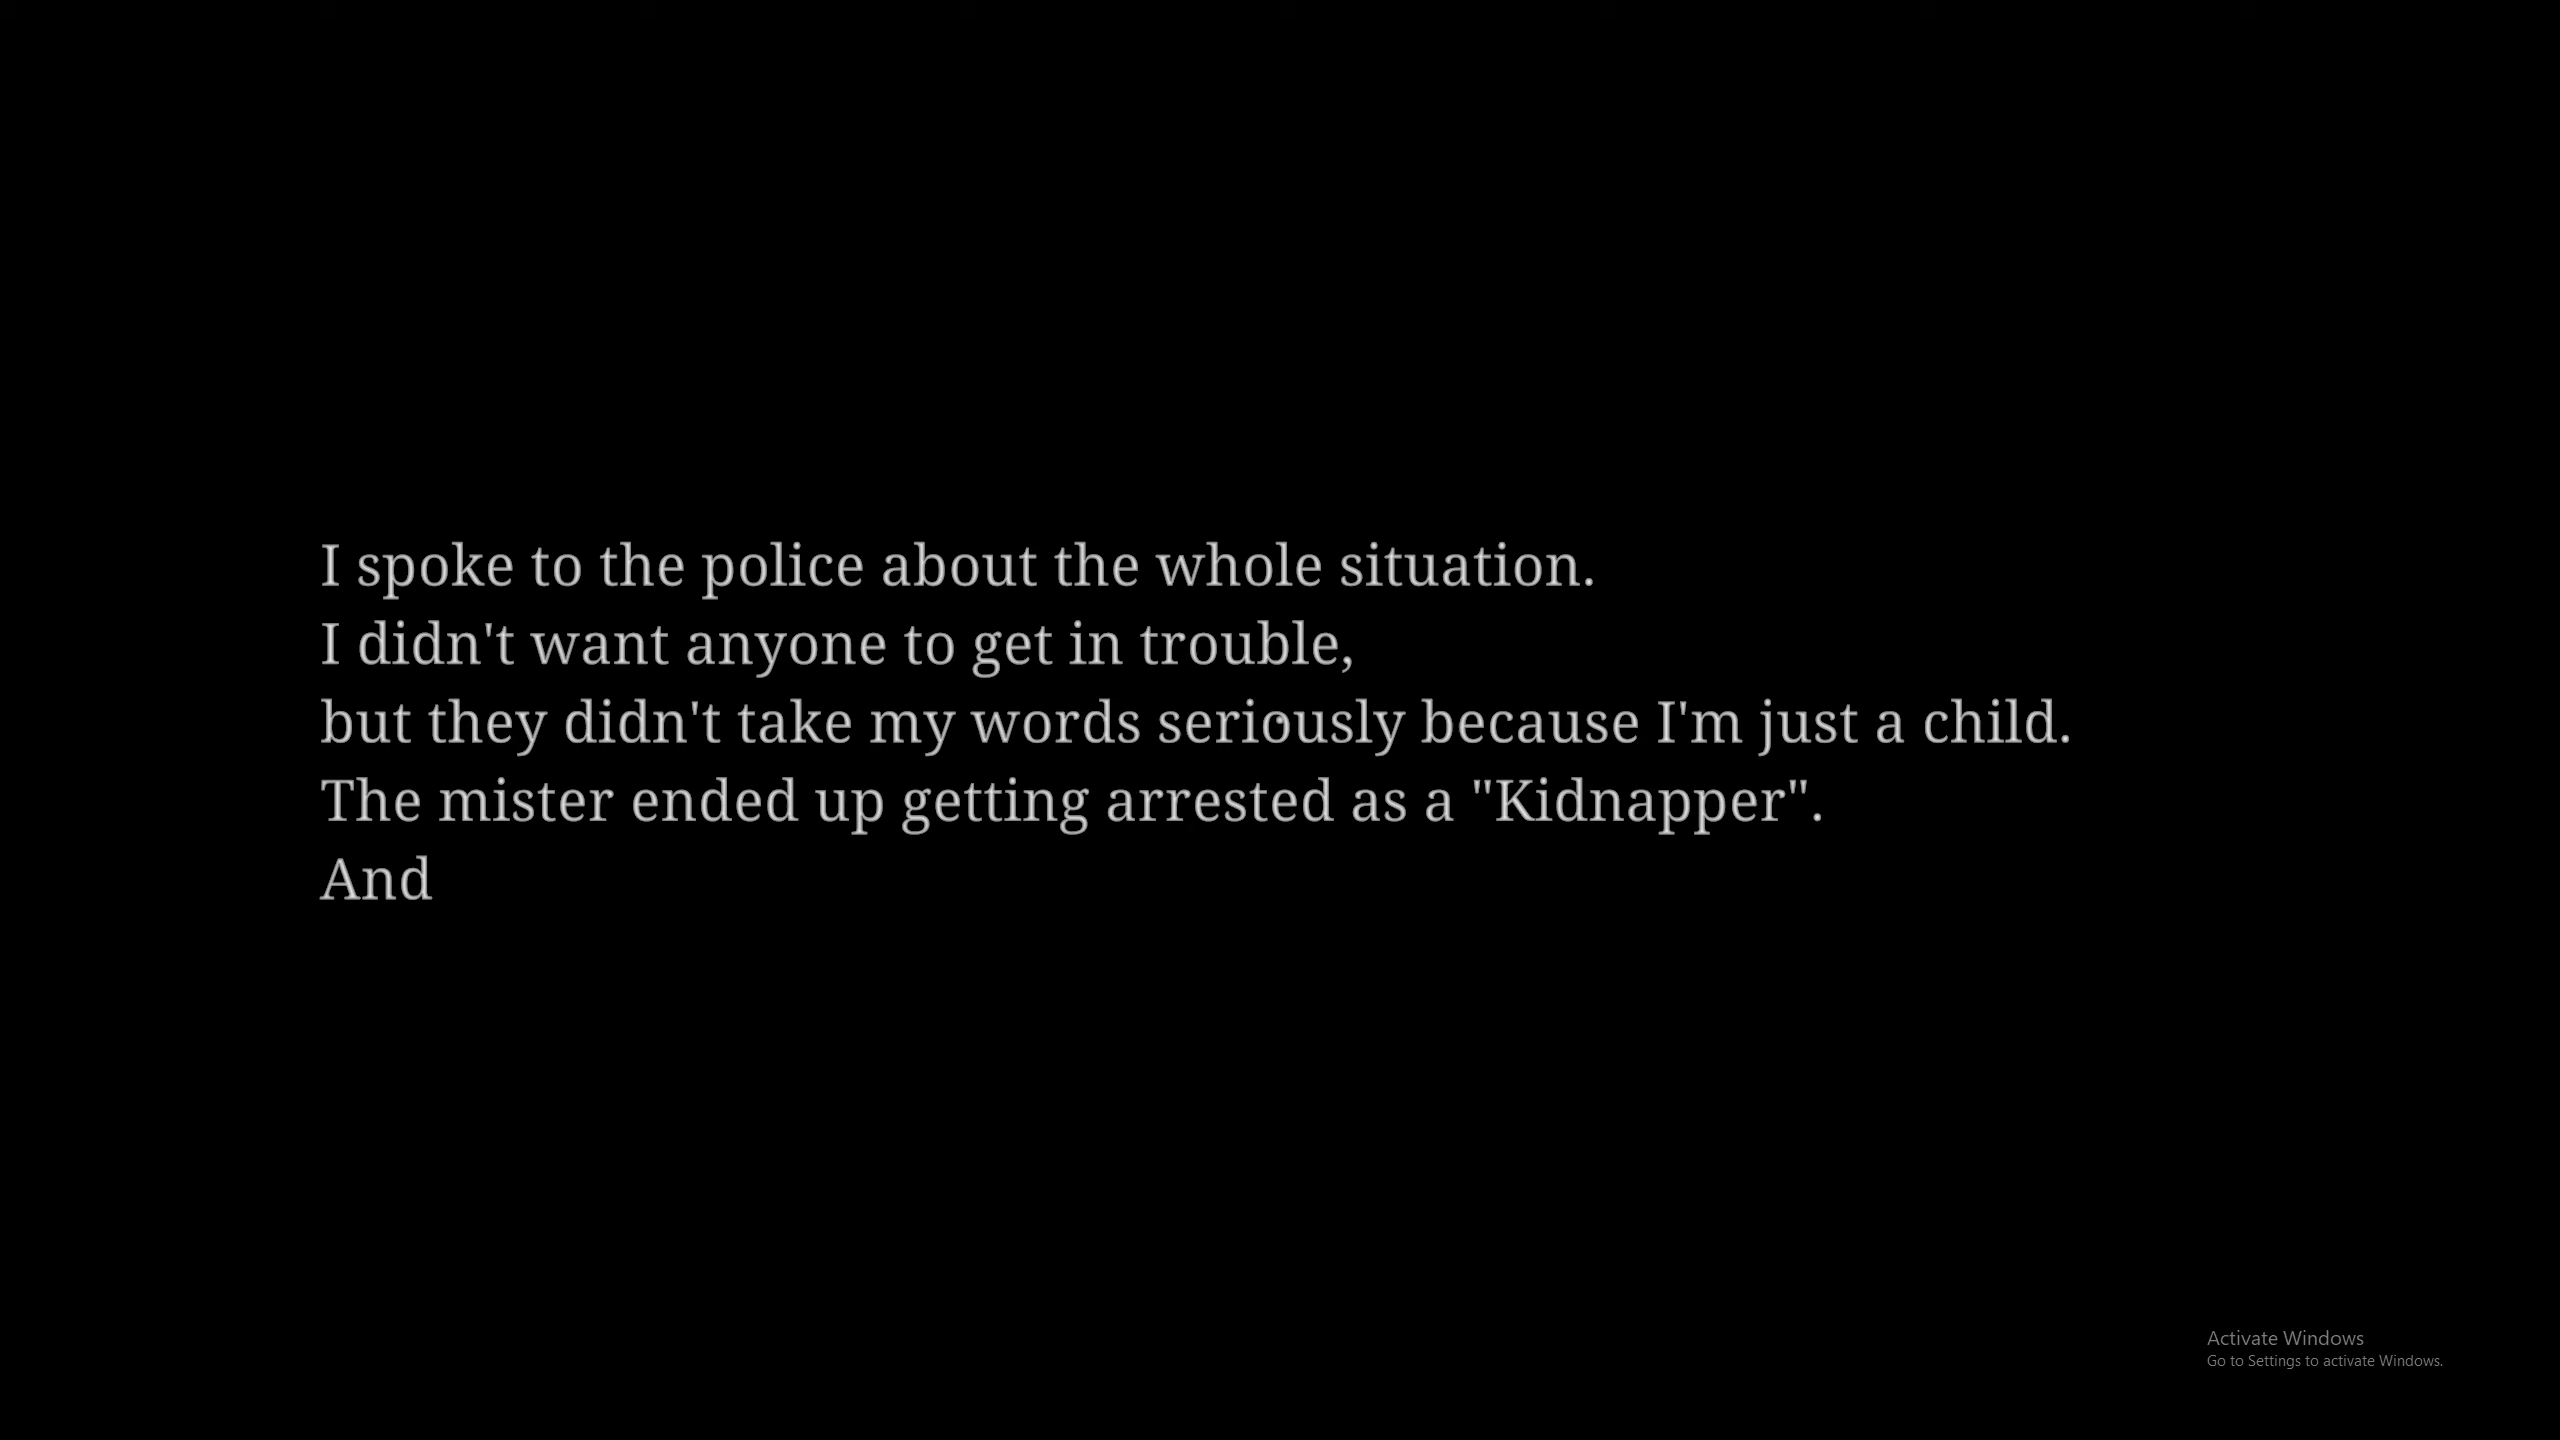 I spoke to the police about the whole situation.
I didn't want anyone to get in trouble,
but they didn't take my words seriously because I'm just a child.
The mister ended up getting arrested as a "Kidnapper".
And
Activate Windows
Go to Settings to activate Windows.